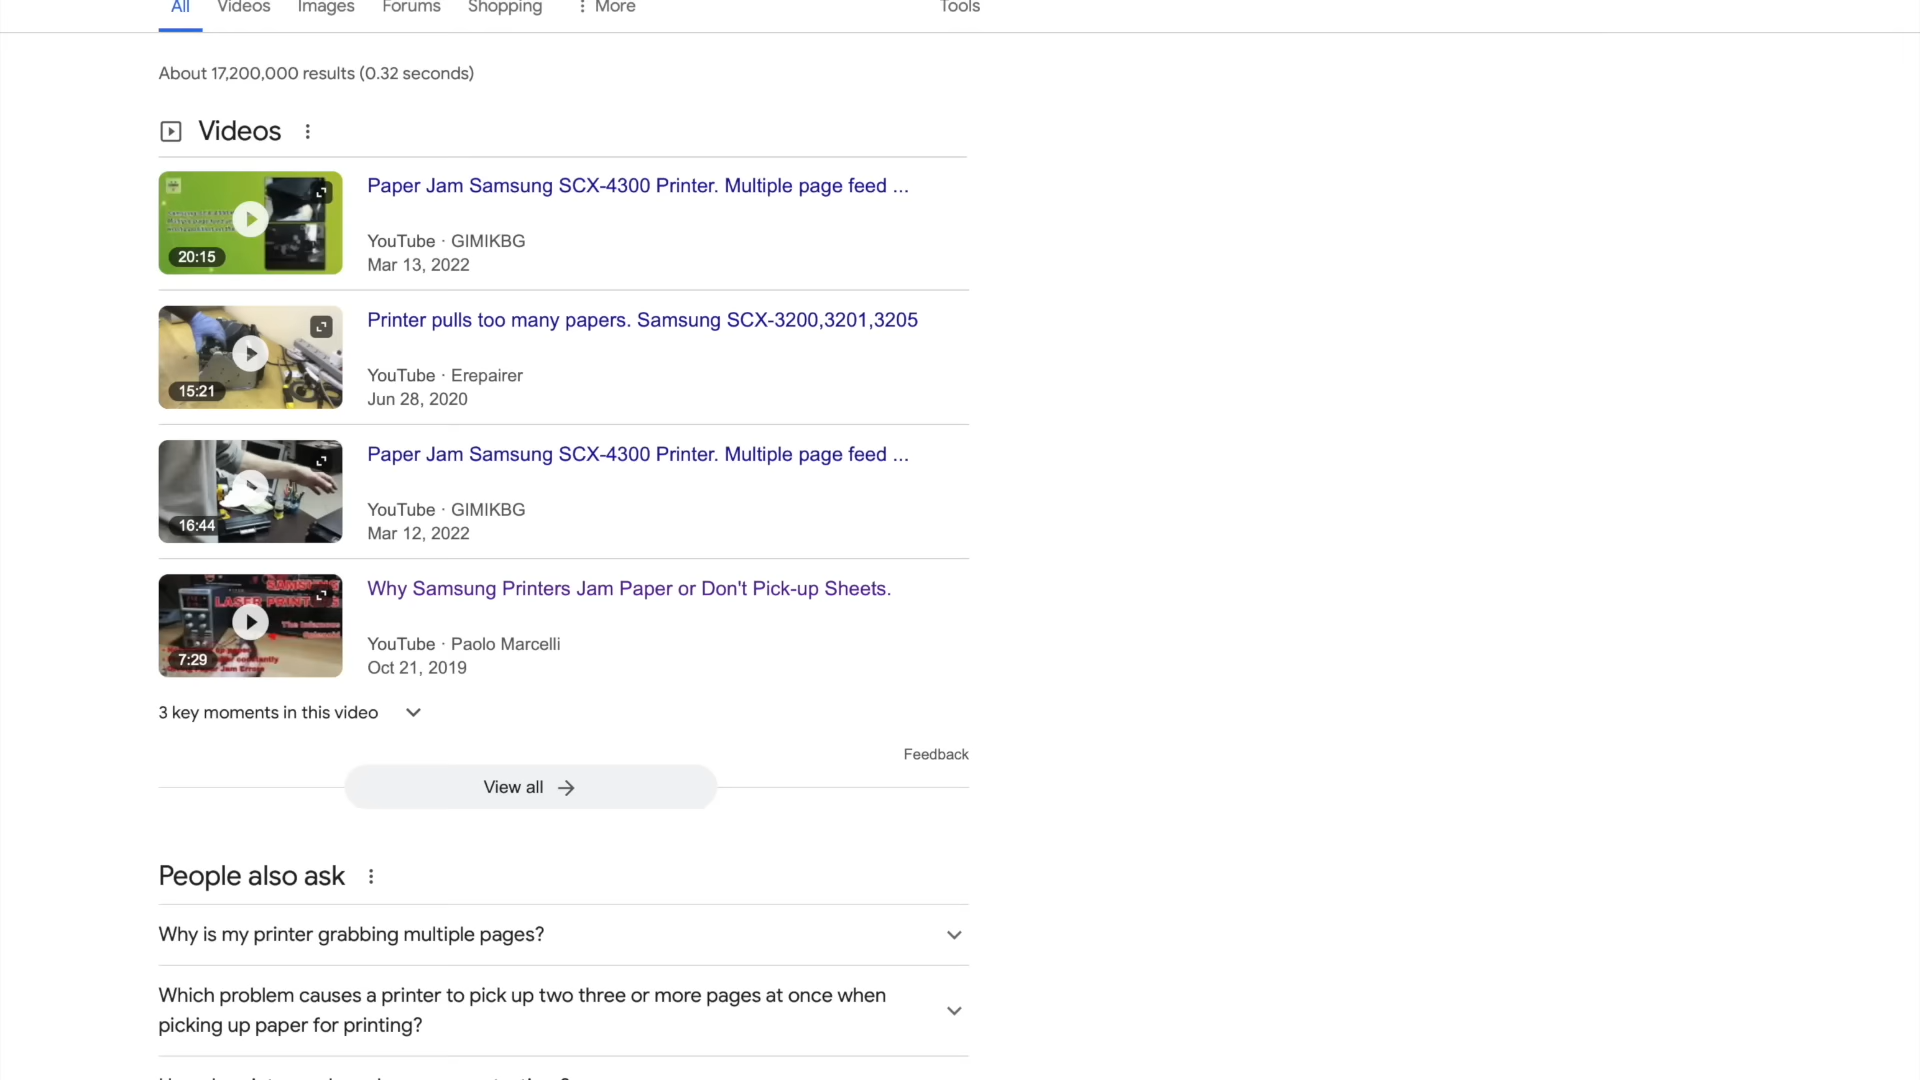 All Videos Images Forums Shopping More Tools
About 17,200,000 results (0.32 seconds)
Videos
Paper Jam Samsung SCX-4300 Printer. Multiple page feed ...
YouTube · GIMIKBG
20:15
Mar 13, 2022
Printer pulls too many papers. Samsung SCX-3200,3201,3205
YouTube · Erepairer
15:21
Jun 28, 2020
Paper Jam Samsung SCX-4300 Printer. Multiple page feed ...
YouTube · GIMIKBG
16:44
Mar 12, 2022
SAMSUNG
LASER PRINT
The Infamous
Solenoid
Why Samsung Printers Jam Paper or Don't Pick-up Sheets.
YouTube · Paolo Marcelli
7:29
Oct 21, 2019
3 key moments in this video
Feedback
View all
People also ask
Why is my printer grabbing multiple pages?
Which problem causes a printer to pick up two three or more pages at once when
picking up paper for printing?